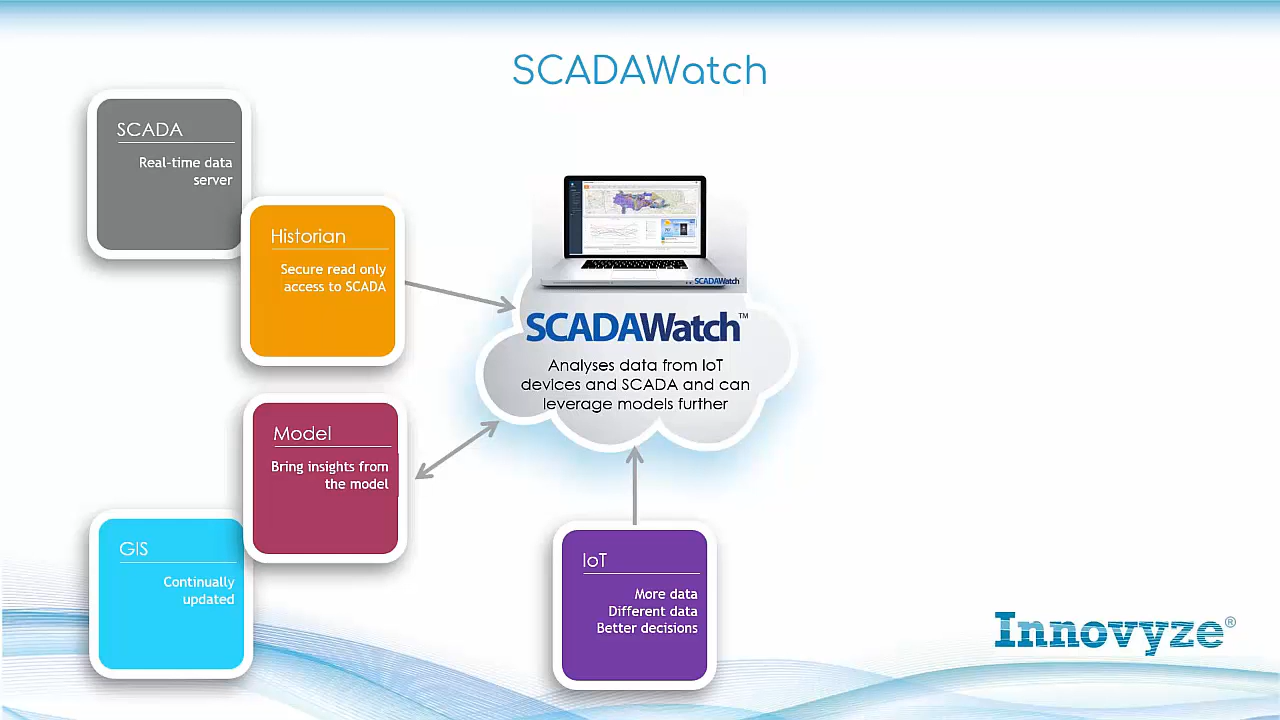 SCADAWatch
SCADA
Real-time data
server
Historian
Secure read only
access to SCADA
SCADAWatch
SCADAWatch™
Analyses data from IoT
devices and SCADA and can
leverage models further
Model
Bring insights from
the model
GIS
Continually
updated
IoT
More data
Different data
Better decisions
Innovyze®